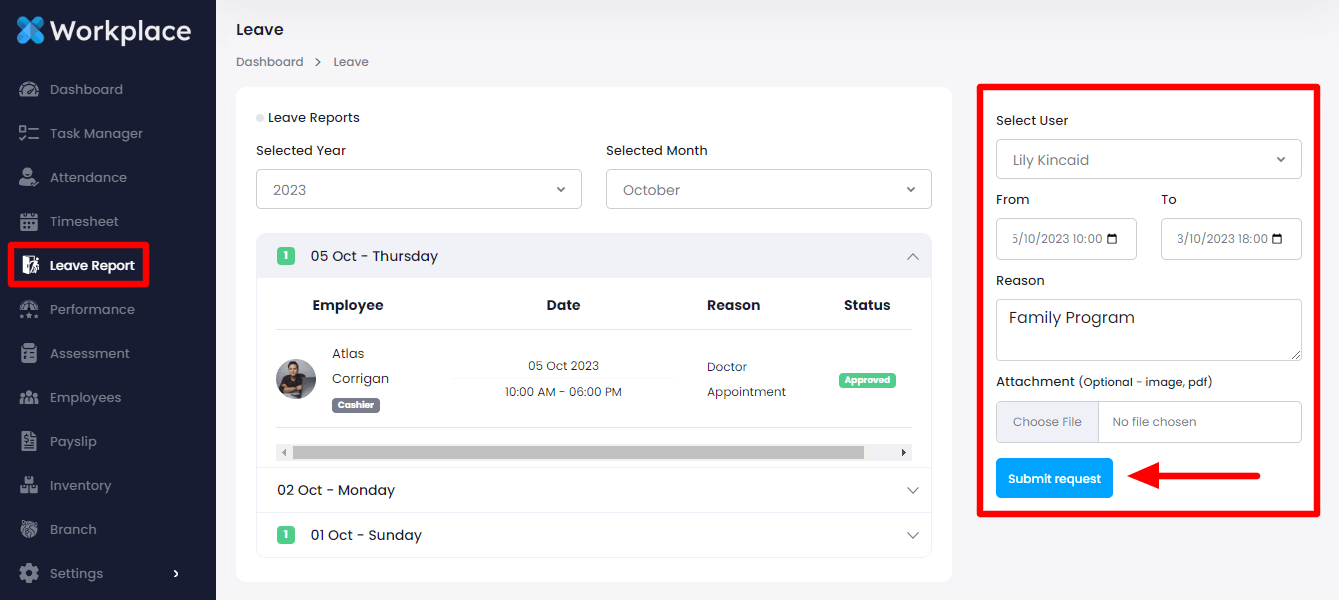 Workplace
Dashboard
Task Manager
Attendance
Timesheet
Leave Report
Performance
Assessment
Employees
Payslip
Inventory
Branch
Settings
Leave
Dashboard > Leave
Leave Reports
Selected Year
Selected Month
2023
October
1 05 Oct - Thursday
Employee Date Reason Status
Atlas
Corrigan
Cashier
05 Oct 2023
10:00 AM - 06:00 PM
Doctor
Appointment
Approved
02 Oct - Monday
1 01 Oct - Sunday
Select User
Lily Kincaid
From To
5/10/2023 10:00 3/10/2023 18:00
Reason
Family Program
Attachment (Optional - image, pdf)
Choose File No file chosen
Submit request